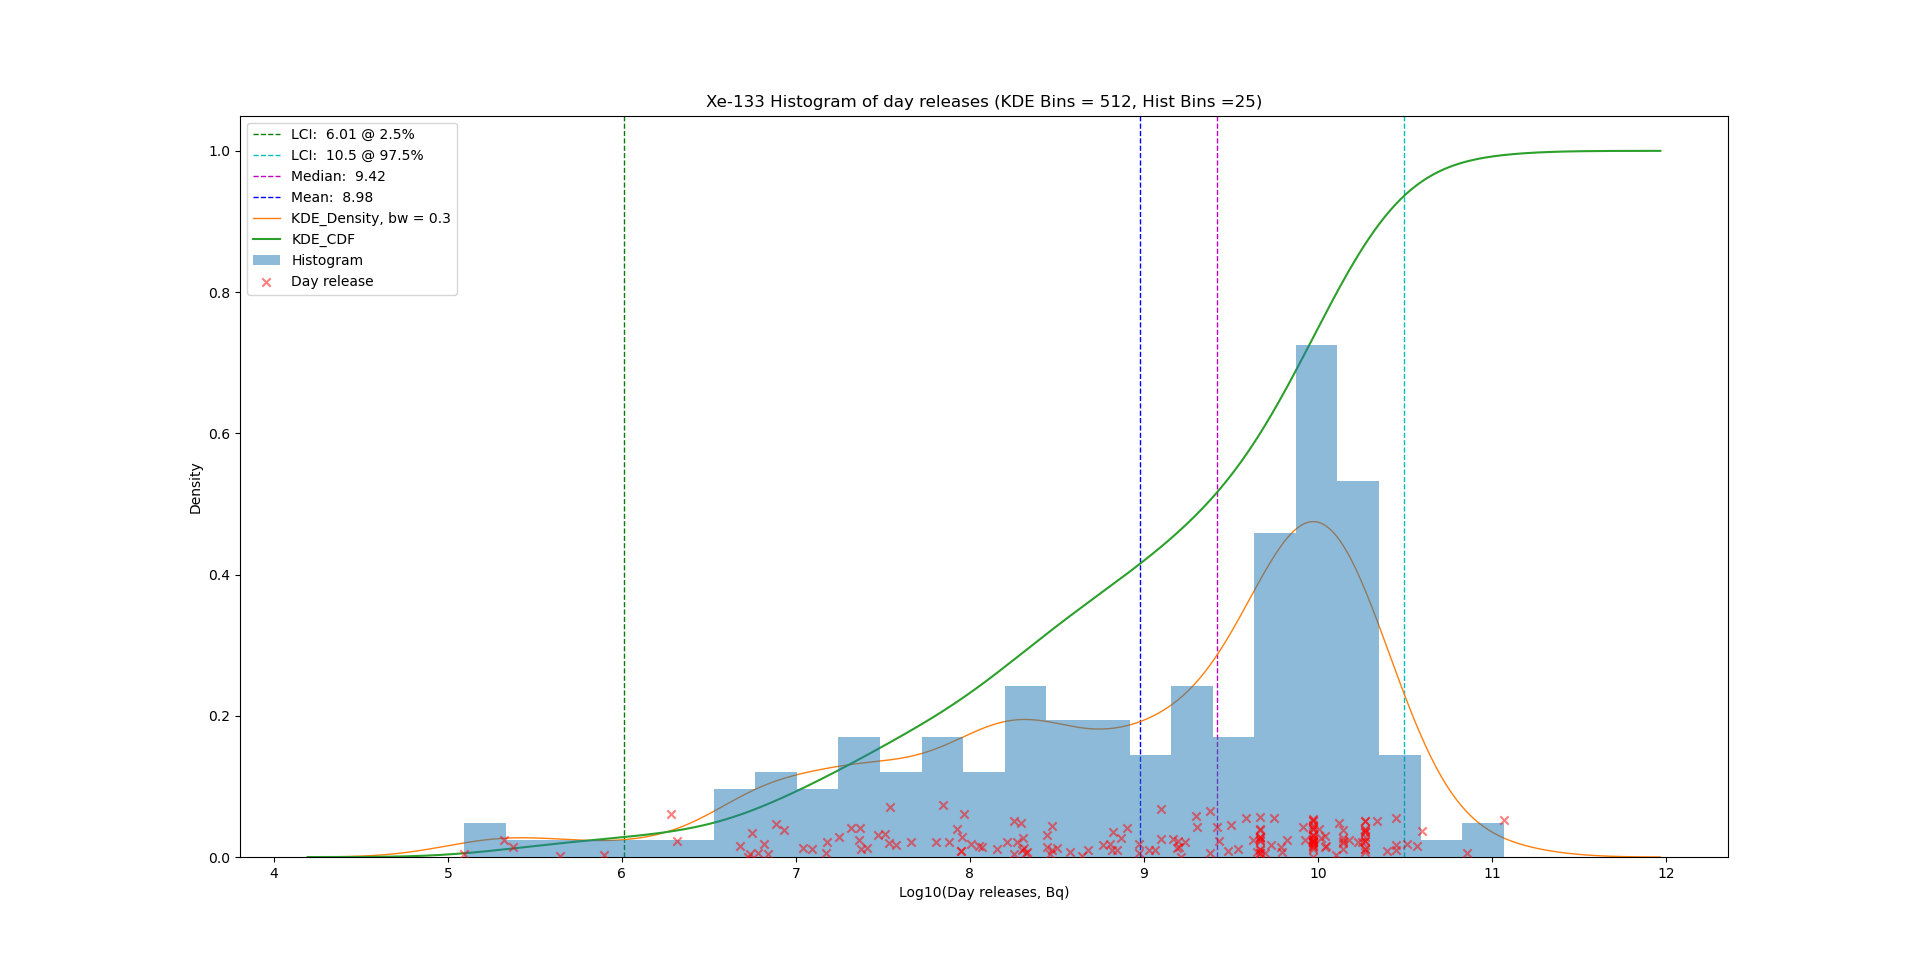 Xe-133 Histogram of day releases (KDE Bins = 512, Hist Bins =25)
LCI:  6.01 @ 2.5%
LCI:  10.5 @ 97.5%
Median:  9.42
Mean:  8.98
KDE_Density, bw = 0.3
KDE_CDF
Histogram
Day release
1.0
0.8
0.6
0.4
0.2
0.0
Density
4 5 6 7 8 9 10 11 12
Log10(Day releases, Bq)